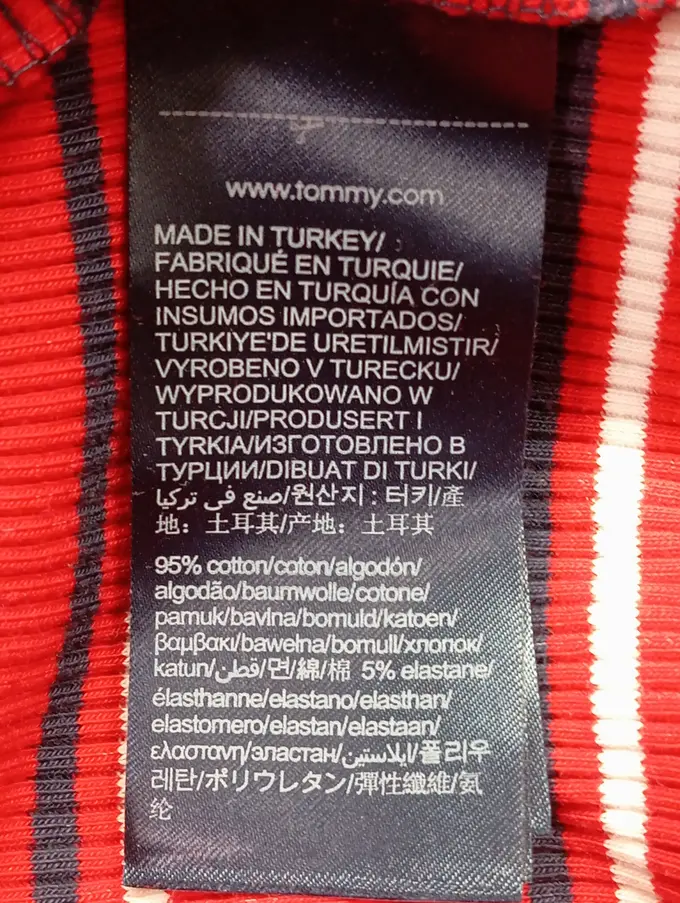 www.tommy.com
MADE IN TURKEY/
FABRIQUÉ EN TURQUIE/
HECHO EN TURQUÍA CON
INSUMOS IMPORTADOS/
TURKIYE'DE URETILMISTIR/
VYROBENO V TURECKU/
WYPRODUKOWANO W
TURCJI/PRODUSERT I
TYRKIA/ИЗГОТОВЛЕНО В
ТУРЦИИ/DIBUAT DI TURKI/
صنع في تركيا/원산지 : 터키/產
地：土耳其/产地：土耳其
95% cotton/coton/algodón/
algodão/baumwolle/cotone/
pamuk/bavlna/bomuld/katoen/
βαμβακι/bawełna/bomull/хлопок/
katun/قطن/면/綿/棉 5% elastane/
élasthanne/elastano/elasthan/
elastomero/elastan/elastaan/
ελαστανη/эластан/ايلاستين/폴리우
레탄/ポリウレタン/彈性纖維/氨
纶